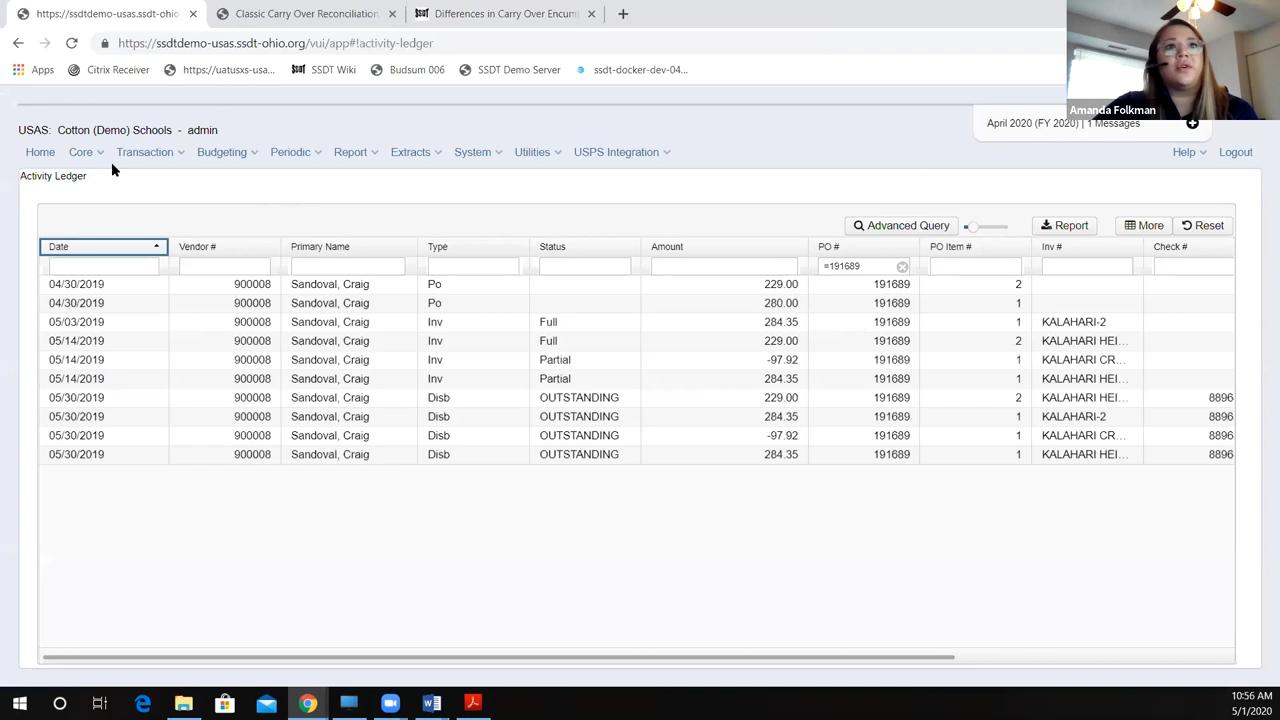 https://ssdtdemo-usas.ssdt-ohio
Classic Carry Over Reconciliation
Differences in Carry Over Encum
https://ssdtdemo-usas.ssdt-ohio.org/vui/app#!activity-ledger
Apps
Citrix Receiver
https://uatusxs-usa...
SSDT Wiki
Budsum 006
SSDT Demo Server
ssdt-docker-dev-04...
Amanda Folkman
USAS: Cotton (Demo) Schools - admin
April 2020 (FY 2020) | 1 Messages
Home Core Transaction Budgeting Periodic Report Extracts System Utilities USPS Integration Help Logout
Activity Ledger
Advanced Query Report More Reset
Date Vendor # Primary Name Type Status Amount PO # PO Item # Inv # Check #
=191689
04/30/2019 900008 Sandoval, Craig Po 229.00 191689 2
04/30/2019 900008 Sandoval, Craig Po 280.00 191689 1
05/03/2019 900008 Sandoval, Craig Inv Full 284.35 191689 1 KALAHARI-2
05/14/2019 900008 Sandoval, Craig Inv Full 229.00 191689 2 KALAHARI HEI...
05/14/2019 900008 Sandoval, Craig Inv Partial -97.92 191689 1 KALAHARI CR...
05/14/2019 900008 Sandoval, Craig Inv Partial 284.35 191689 1 KALAHARI HEI...
05/30/2019 900008 Sandoval, Craig Disb OUTSTANDING 229.00 191689 2 KALAHARI HEI... 8896
05/30/2019 900008 Sandoval, Craig Disb OUTSTANDING 284.35 191689 1 KALAHARI-2 8896
05/30/2019 900008 Sandoval, Craig Disb OUTSTANDING -97.92 191689 1 KALAHARI CR... 8896
05/30/2019 900008 Sandoval, Craig Disb OUTSTANDING 284.35 191689 1 KALAHARI HEI... 8896
10:56 AM
5/1/2020